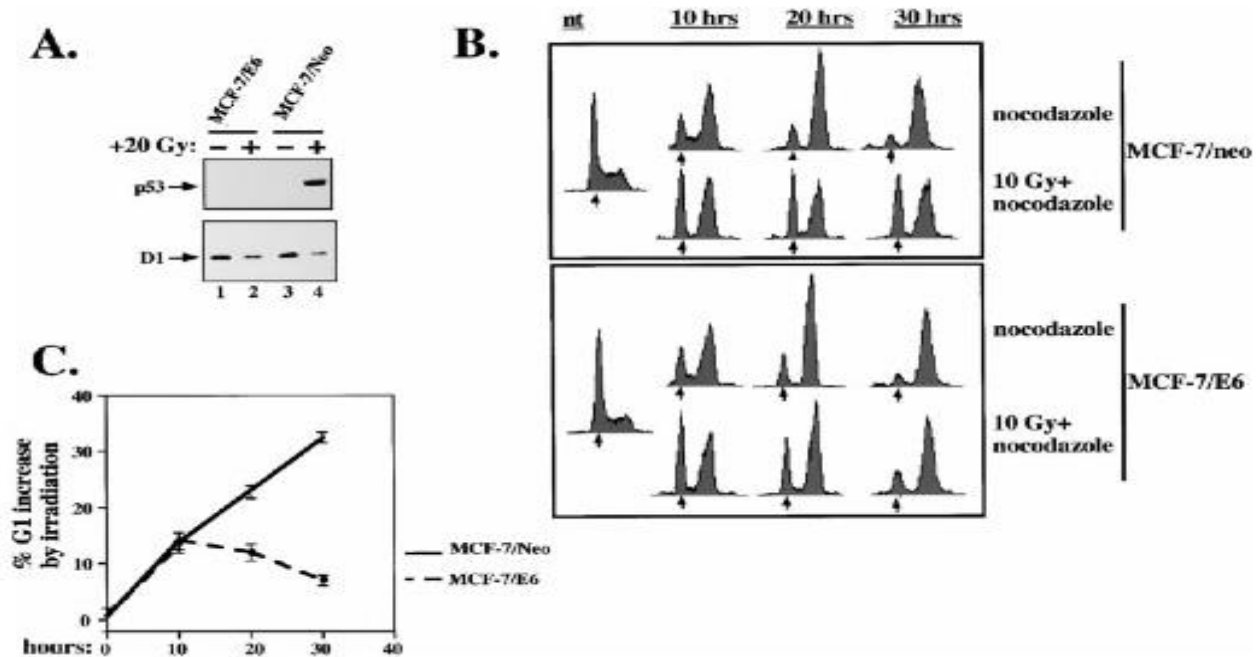 A.
MCF-7/E6
MCF-7/Neo
+20 Gy: - + - +
p53
D1
1 2 3 4
B.
nt 10 hrs 20 hrs 30 hrs
nocodazole
10 Gy+
nocodazole
MCF-7/neo
nocodazole
10 Gy+
nocodazole
MCF-7/E6
C.
% G1 increase
by irradiation
40
30
20
10
0
hours: 0 10 20 30 40
MCF-7/Neo
MCF-7/E6